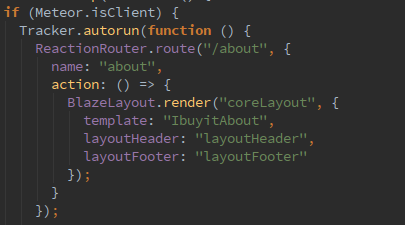 if (Meteor.isClient) {
Tracker.autorun(function () {
ReactionRouter.route("/about", {
name: "about",
action: () => {
BlazeLayout.render("coreLayout", {
template: "IbuyitAbout",
layoutHeader: "layoutHeader",
layoutFooter: "layoutFooter"
});
}
});